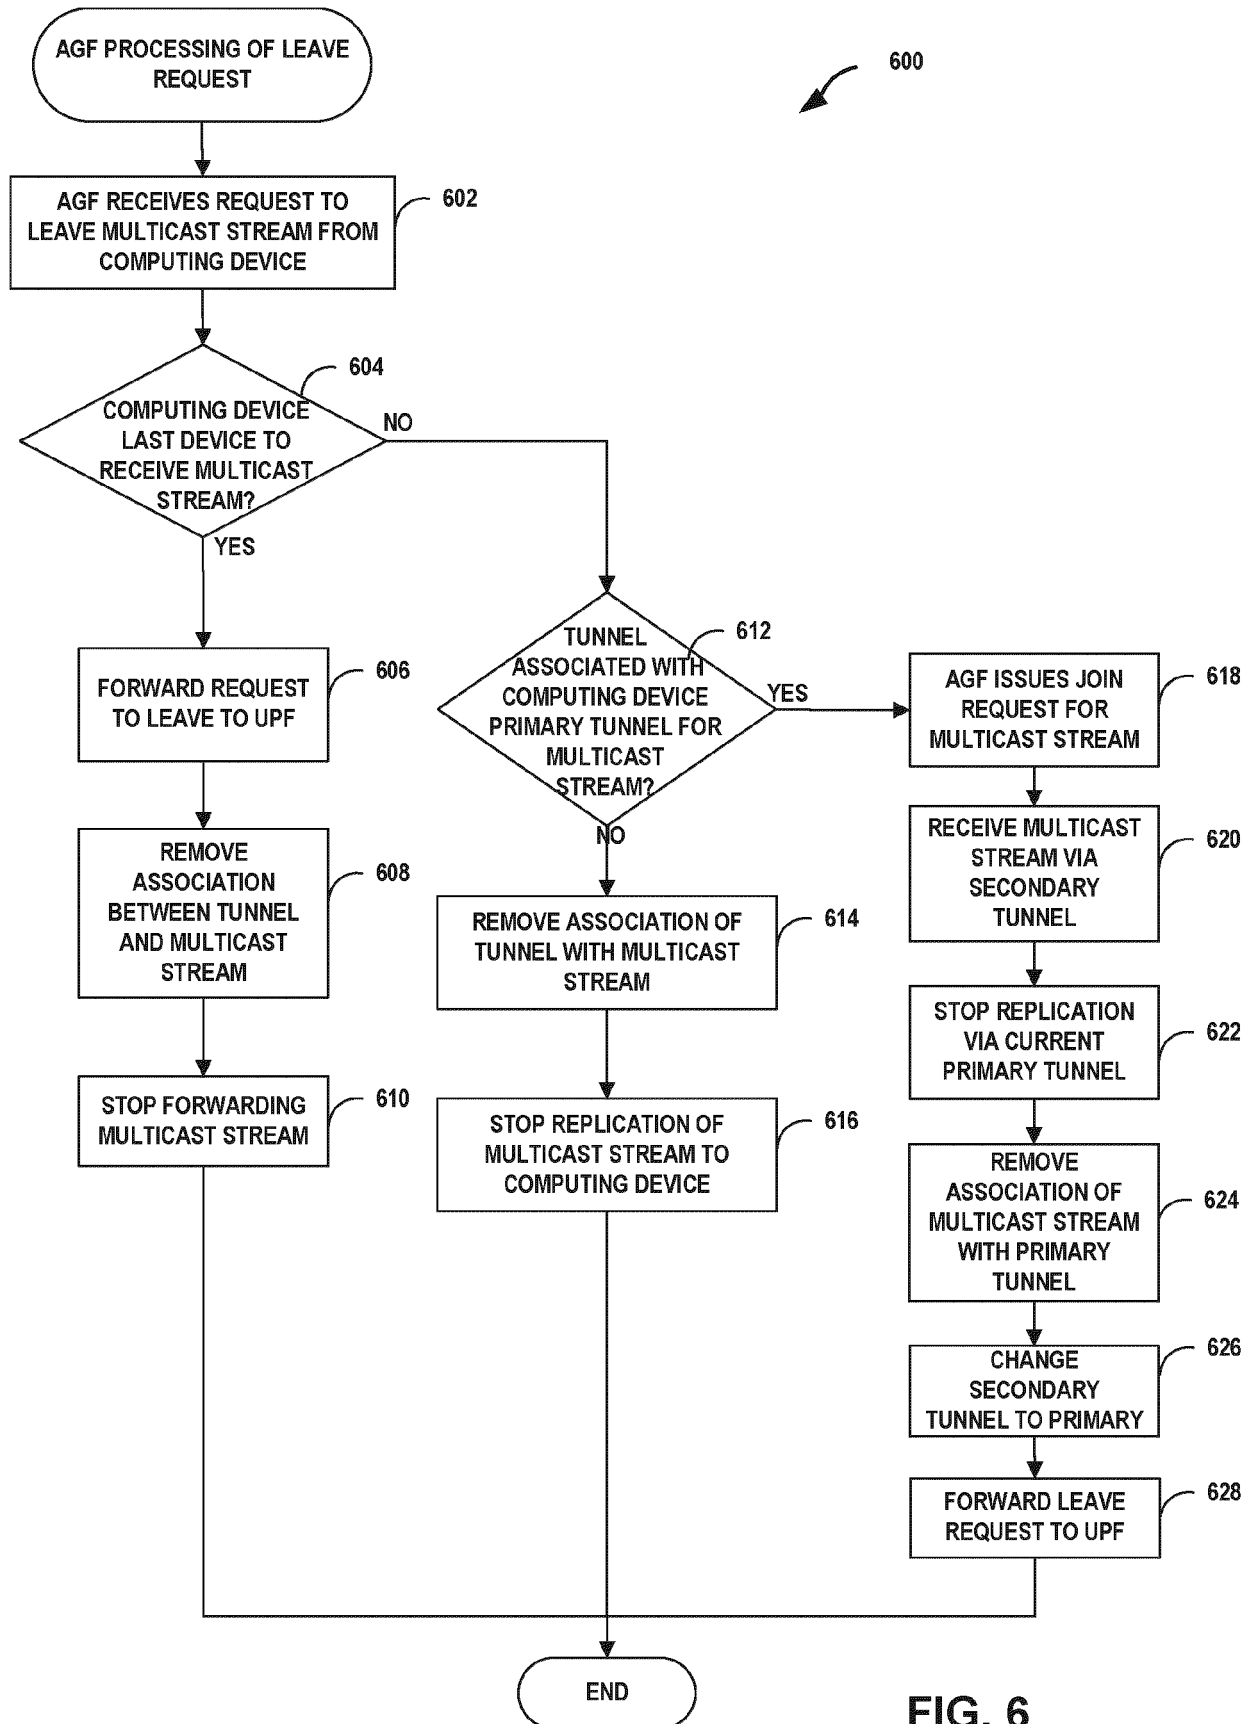 AGF PROCESSING OF LEAVE
REQUEST
600
AGF RECEIVES REQUEST TO
LEAVE MULTICAST STREAM FROM
COMPUTING DEVICE
602
COMPUTING DEVICE
LAST DEVICE TO
RECEIVE MULTICAST
STREAM?
604
NO
YES
FORWARD REQUEST
TO LEAVE TO UPF
606
REMOVE
ASSOCIATION
BETWEEN TUNNEL
AND MULTICAST
STREAM
608
STOP FORWARDING
MULTICAST STREAM
610
TUNNEL
ASSOCIATED WITH
COMPUTING DEVICE
PRIMARY TUNNEL FOR
MULTICAST
STREAM?
612
YES
NO
REMOVE ASSOCIATION OF
TUNNEL WITH MULTICAST
STREAM
614
STOP REPLICATION OF
MULTICAST STREAM TO
COMPUTING DEVICE
616
AGF ISSUES JOIN
REQUEST FOR
MULTICAST STREAM
618
RECEIVE MULTICAST
STREAM VIA
SECONDARY
TUNNEL
620
STOP REPLICATION
VIA CURRENT
PRIMARY TUNNEL
622
REMOVE
ASSOCIATION OF
MULTICAST STREAM
WITH PRIMARY
TUNNEL
624
CHANGE
SECONDARY
TUNNEL TO PRIMARY
626
FORWARD LEAVE
REQUEST TO UPF
628
END
FIG. 6